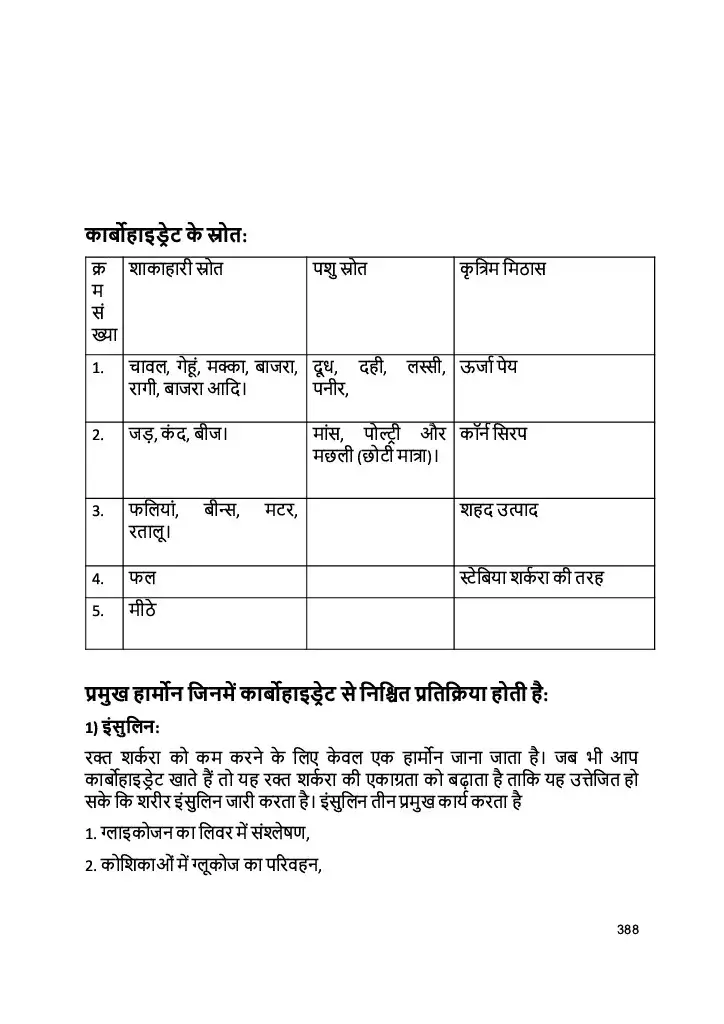 कार्बोहाइड्रेट के स्रोत:
क्र
म
सं
ख्या
शाकाहारी स्रोत
पशु स्रोत
कृत्रिम मिठास
1.
चावल, गेहूं, मक्का, बाजरा,
रागी, बाजरा आदि।
दूध, दही, लस्सी,
पनीर,
ऊर्जा पेय
2.
जड़, कंद, बीज।
मांस, पोल्ट्री और
मछली (छोटी मात्रा)।
कॉर्न सिरप
3.
फलियां, बीन्स, मटर,
रतालू।
शहद उत्पाद
4.
फल
स्टेबिया शर्करा की तरह
5.
मीठे
प्रमुख हार्मोन जिनमें कार्बोहाइड्रेट से निश्चित प्रतिक्रिया होती है:
1) इंसुलिन:
रक्त शर्करा को कम करने के लिए केवल एक हार्मोन जाना जाता है। जब भी आप
कार्बोहाइड्रेट खाते हैं तो यह रक्त शर्करा की एकाग्रता को बढ़ाता है ताकि यह उत्तेजित हो
सके कि शरीर इंसुलिन जारी करता है। इंसुलिन तीन प्रमुख कार्य करता है
1. ग्लाइकोजन का लिवर में संश्लेषण,
2. कोशिकाओं में ग्लूकोज का परिवहन,
388